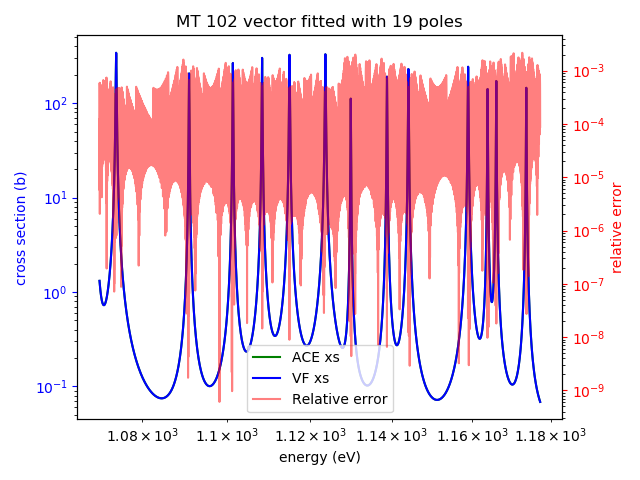 MT 102 vector fitted with 19 poles
cross section (b)
10² 10¹ 10⁰ 10⁻¹
ACE xs
VF xs
Relative error
10⁻³ 10⁻⁴ 10⁻⁵ 10⁻⁶ 10⁻⁷ 10⁻⁸ 10⁻⁹
relative error
1.08 × 10³ 1.1 × 10³ 1.12 × 10³ 1.14 × 10³ 1.16 × 10³ 1.18 × 10³
energy (eV)